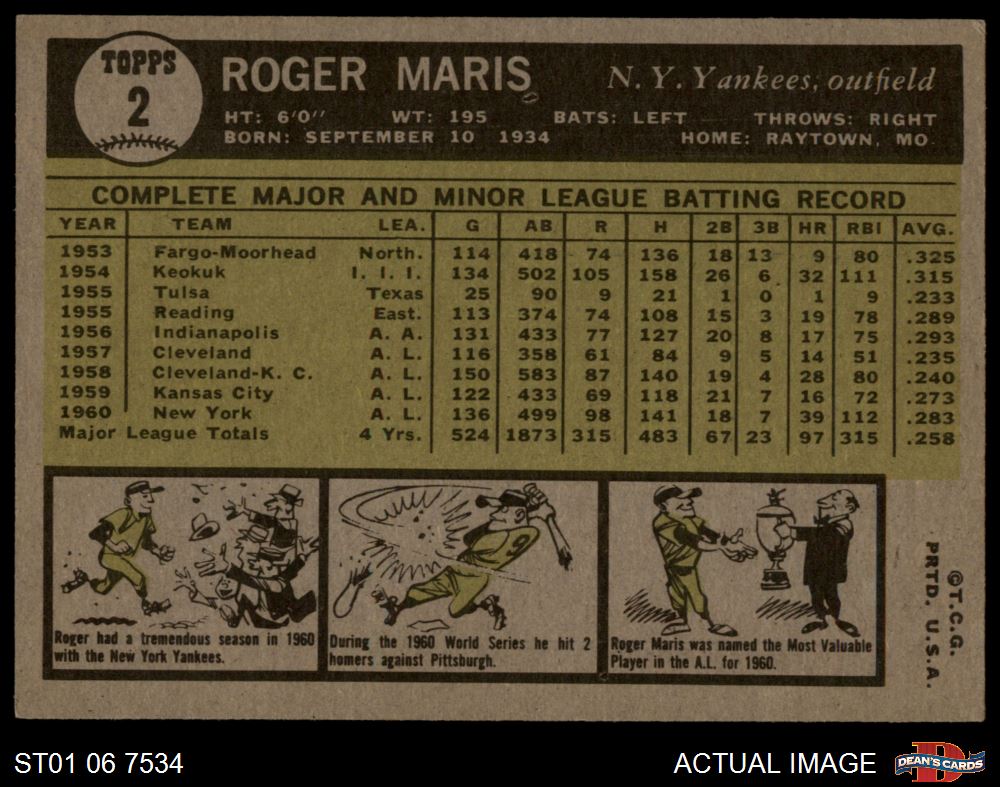 TOPPS
2
ROGER MARIS N. Y. Yankees, outfield
HT: 6'0" WT: 195 BATS: LEFT THROWS: RIGHT
BORN: SEPTEMBER 10 1934 HOME: RAYTOWN, MO.
COMPLETE MAJOR AND MINOR LEAGUE BATTING RECORD
YEAR TEAM LEA. G AB R H 2B 3B HR RBI AVG.
1953 Fargo-Moorhead North. 114 418 74 136 18 13 9 80 .325
1954 Keokuk I. I. I. 134 502 105 158 26 6 32 111 .315
1955 Tulsa Texas 25 90 9 21 1 0 1 9 .233
1955 Reading East. 113 374 74 108 15 3 19 78 .289
1956 Indianapolis A. A. 131 433 77 127 20 8 17 75 .293
1957 Cleveland A. L. 116 358 61 84 9 5 14 51 .235
1958 Cleveland-K. C. A. L. 150 583 87 140 19 4 28 80 .240
1959 Kansas City A. L. 122 433 69 118 21 7 16 72 .273
1960 New York A. L. 136 499 98 141 18 7 39 112 .283
Major League Totals 4 Yrs. 524 1873 315 483 67 23 97 315 .258
9
Roger had a tremendous season in 1960
with the New York Yankees.
During the 1960 World Series he hit 2
homers against Pittsburgh.
Roger Maris was named the Most Valuable
Player in the A.L. for 1960.
©T.C.G.
PRTD. U.S.A.
ST01 06 7534
ACTUAL IMAGE
D
DEAN'S CARDS